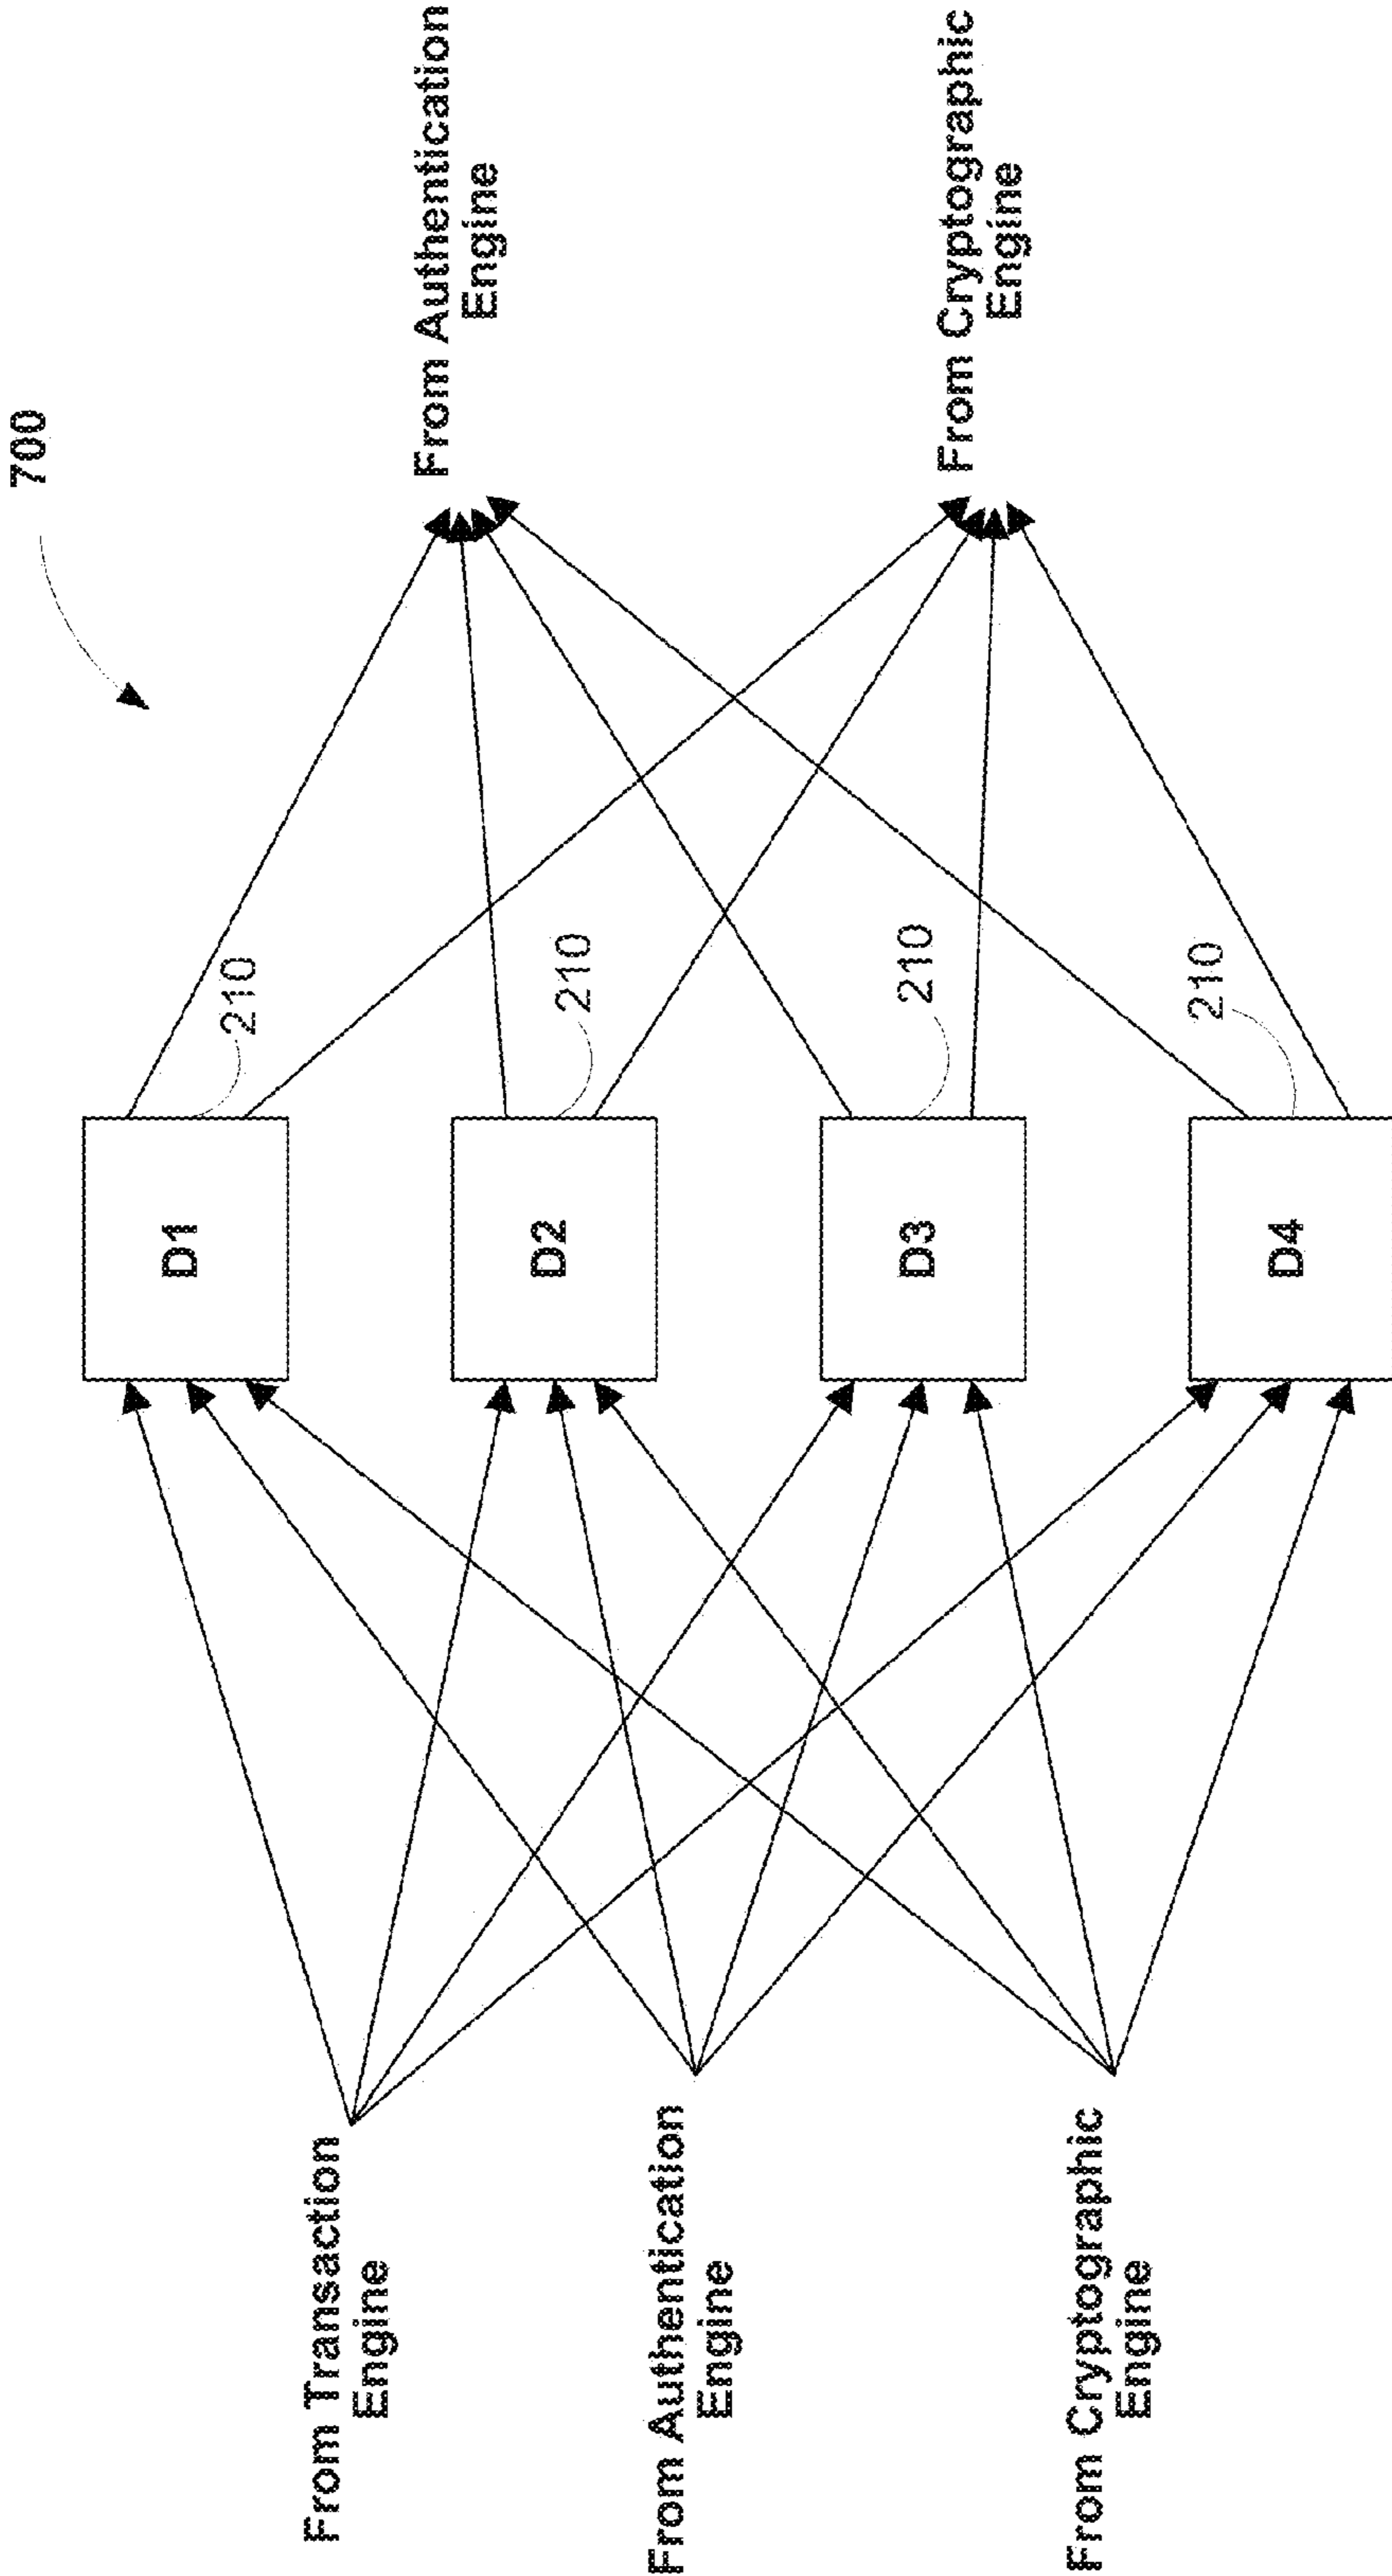 700
From Transaction
Engine
From Authentication
Engine
From Cryptographic
Engine
D1
210
D2
210
D3
210
D4
210
From Authentication
Engine
From Cryptographic
Engine